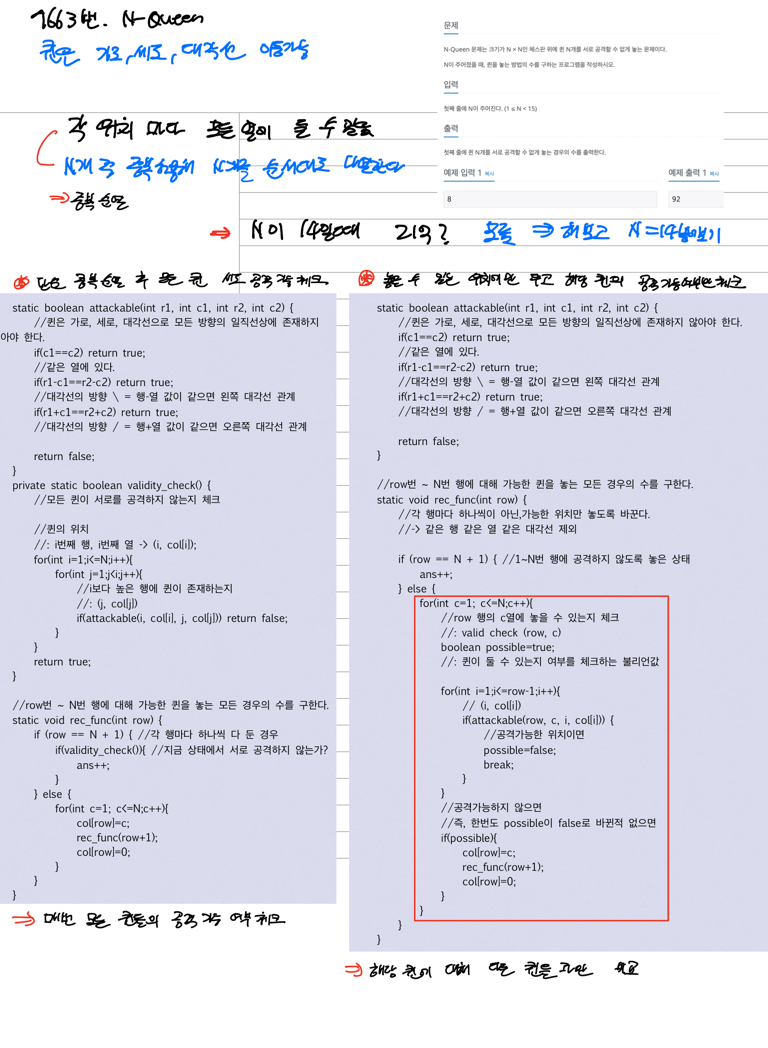 9663번. N-Queen
퀸은 가로, 세로, 대각선 이동가능
문제
N-Queen 문제는 크기가 N × N인 체스판 위에 퀸 N개를 서로 공격할 수 없게 놓는 문제이다.
N이 주어졌을 때, 퀸을 놓는 방법의 수를 구하는 프로그램을 작성하시오.
입력
첫째 줄에 N이 주어진다. (1 ≤ N < 15)
출력
첫째 줄에 퀸 N개를 서로 공격할 수 없게 놓는 경우의 수를 출력한다.
예제 입력 1 복사
8
예제 출력 1 복사
92
각 위치 마다 모든 열이 올 수 있음
N개 중 중복허용해 N개를 순서대로 나열한다
⇒ 중복 순열
⇒ N이 14일때
모름 ⇒ 해보고 N=14 넣어보기
단순 중복순열 후 모든 퀸 서로 공격가능 체크.
static boolean attackable(int r1, int c1, int r2, int c2) {
//퀸은 가로, 세로, 대각선으로 모든 방향의 일직선상에 존재하지
아야 한다.
if(c1==c2) return true;
//같은 열에 있다.
if(r1-c1==r2-c2) return true;
//대각선의 방향 \ = 행-열 값이 같으면 왼쪽 대각선 관계
if(r1+c1==r2+c2) return true;
//대각선의 방향 / = 행+열 값이 같으면 오른쪽 대각선 관계
return false;
}
private static boolean validity_check() {
//모든 퀸이 서로를 공격하지 않는지 체크
//퀸의 위치
//: i번째 행, i번째 열 -> (i, col[i]);
for(int i=1;i<=N;i++){
for(int j=1;j<i;j++){
//i보다 높은 행에 퀸이 존재하는지
//: (j, col[j])
if(attackable(i, col[i], j, col[j])) return false;
}
}
return true;
}
//row번 ~ N번 행에 대해 가능한 퀸을 놓는 모든 경우의 수를 구한다.
static void rec_func(int row) {
if (row == N + 1) { //각 행마다 하나씩 다 둔 경우
if(validity_check()){ //지금 상태에서 서로 공격하지 않는가?
ans++;
}
} else {
for(int c=1; c<=N;c++){
col[row]=c;
rec_func(row+1);
col[row]=0;
}
}
}
⇒ 매번 모든 퀸들의 공격 가능 여부 체크
놓을 수 있는 위치에만 두고 해당 퀸의 공격가능여부만 체크
static boolean attackable(int r1, int c1, int r2, int c2) {
//퀸은 가로, 세로, 대각선으로 모든 방향의 일직선상에 존재하지 않아야 한다.
if(c1==c2) return true;
//같은 열에 있다.
if(r1-c1==r2-c2) return true;
//대각선의 방향 \ = 행-열 값이 같으면 왼쪽 대각선 관계
if(r1+c1==r2+c2) return true;
//대각선의 방향 / = 행+열 값이 같으면 오른쪽 대각선 관계
return false;
}
//row번 ~ N번 행에 대해 가능한 퀸을 놓는 모든 경우의 수를 구한다.
static void rec_func(int row) {
//각 행마다 하나씩이 아닌,가능한 위치만 놓도록 바꾼다.
//-> 같은 행 같은 열 같은 대각선 제외
if (row == N + 1) { //1~N번 행에 공격하지 않도록 놓은 상태
ans++;
} else {
for(int c=1; c<=N;c++){
//row 행의 c열에 놓을 수 있는지 체크
//: valid check (row, c)
boolean possible=true;
//: 퀸이 둘 수 있는지 여부를 체크하는 불리언값
for(int i=1;i<=row-1;i++){
// (i, col[i])
if(attackable(row, c, i, col[i])) {
//공격가능한 위치이면
possible=false;
break;
}
}
//공격가능하지 않으면
//즉, 한번도 possible이 false로 바뀐적 없으면
if(possible){
col[row]=c;
rec_func(row+1);
col[row]=0;
}
}
}
}
⇒ 해당 퀸에 대해 다른 퀸들